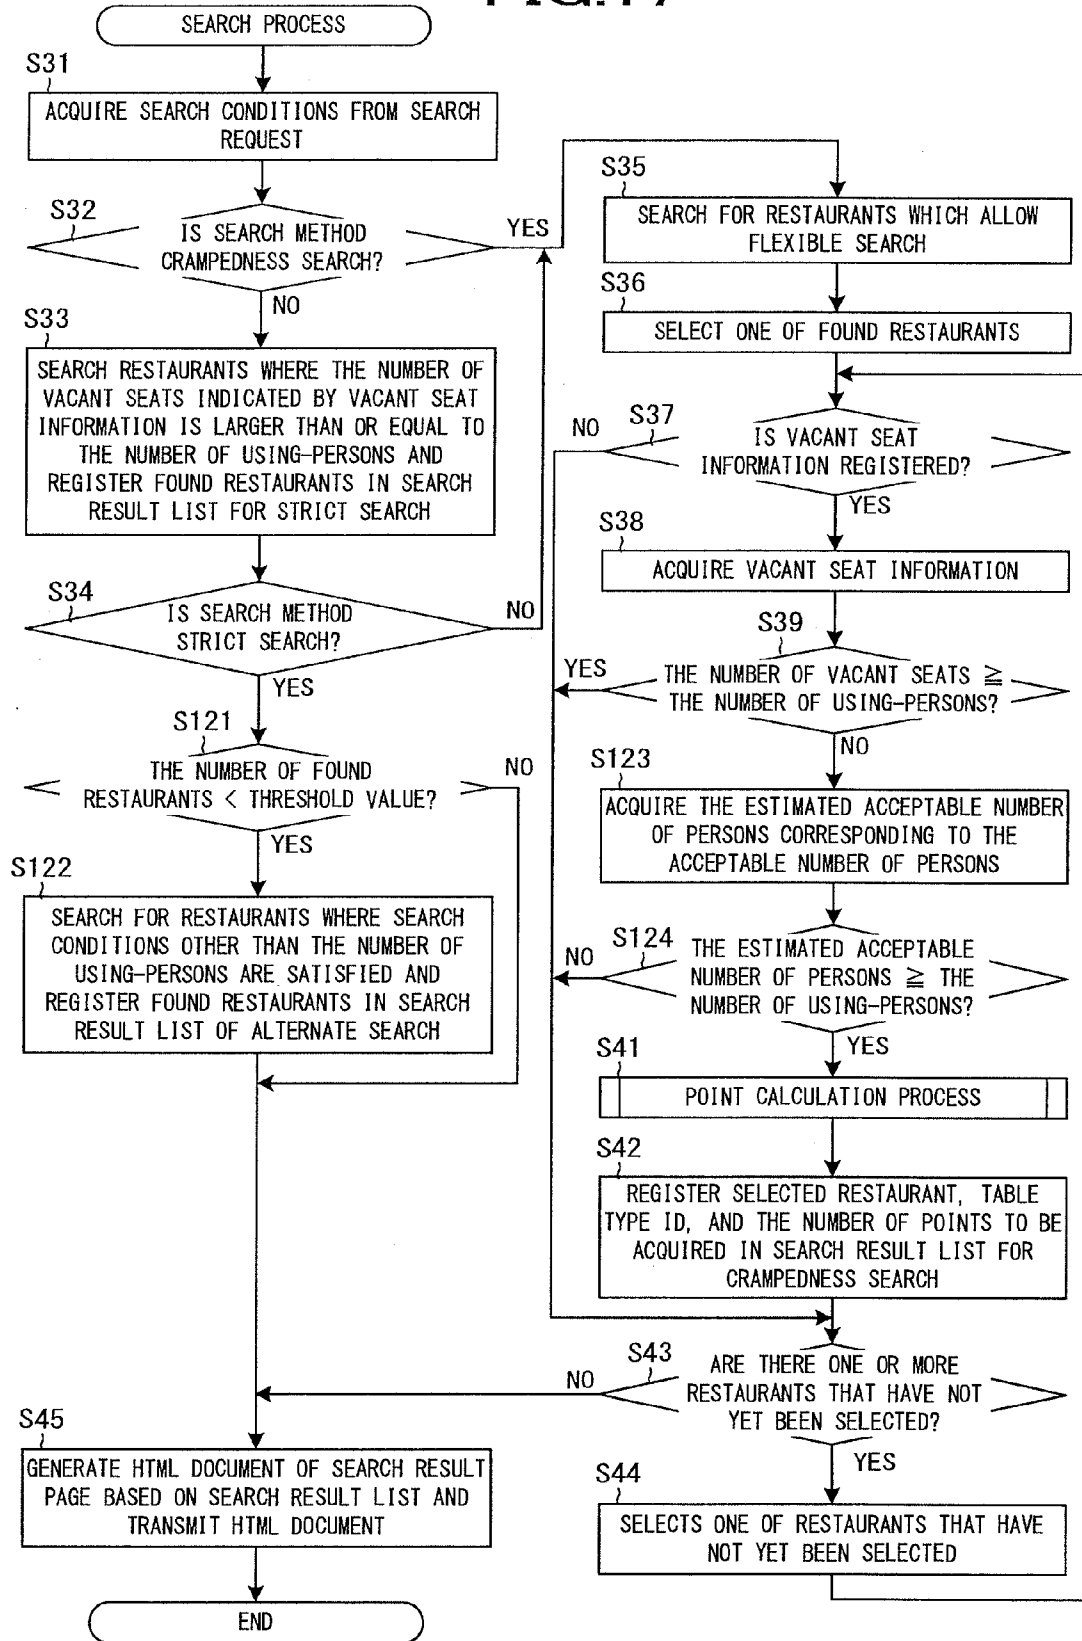 FIG.17
SEARCH PROCESS
S31
ACQUIRE SEARCH CONDITIONS FROM SEARCH
REQUEST
S32
IS SEARCH METHOD
CRAMPEDNESS SEARCH?
YES
NO
S33
SEARCH RESTAURANTS WHERE THE NUMBER OF
VACANT SEATS INDICATED BY VACANT SEAT
INFORMATION IS LARGER THAN OR EQUAL TO
THE NUMBER OF USING-PERSONS AND
REGISTER FOUND RESTAURANTS IN SEARCH
RESULT LIST FOR STRICT SEARCH
S34
IS SEARCH METHOD
STRICT SEARCH?
NO
YES
S121
THE NUMBER OF FOUND
RESTAURANTS < THRESHOLD VALUE?
NO
YES
S122
SEARCH FOR RESTAURANTS WHERE SEARCH
CONDITIONS OTHER THAN THE NUMBER OF
USING-PERSONS ARE SATISFIED AND
REGISTER FOUND RESTAURANTS IN SEARCH
RESULT LIST OF ALTERNATE SEARCH
S35
SEARCH FOR RESTAURANTS WHICH ALLOW
FLEXIBLE SEARCH
S36
SELECT ONE OF FOUND RESTAURANTS
S37
NO
IS VACANT SEAT
INFORMATION REGISTERED?
YES
S38
ACQUIRE VACANT SEAT INFORMATION
S39
YES
THE NUMBER OF VACANT SEATS ≧
THE NUMBER OF USING-PERSONS?
NO
S123
ACQUIRE THE ESTIMATED ACCEPTABLE NUMBER
OF PERSONS CORRESPONDING TO THE
ACCEPTABLE NUMBER OF PERSONS
S124
NO
THE ESTIMATED ACCEPTABLE
NUMBER OF PERSONS ≧ THE
NUMBER OF USING-PERSONS?
YES
S41
POINT CALCULATION PROCESS
S42
REGISTER SELECTED RESTAURANT, TABLE
TYPE ID, AND THE NUMBER OF POINTS TO BE
ACQUIRED IN SEARCH RESULT LIST FOR
CRAMPEDNESS SEARCH
S43
NO
ARE THERE ONE OR MORE
RESTAURANTS THAT HAVE NOT
YET BEEN SELECTED?
YES
S44
SELECTS ONE OF RESTAURANTS THAT HAVE
NOT YET BEEN SELECTED
S45
GENERATE HTML DOCUMENT OF SEARCH RESULT
PAGE BASED ON SEARCH RESULT LIST AND
TRANSMIT HTML DOCUMENT
END